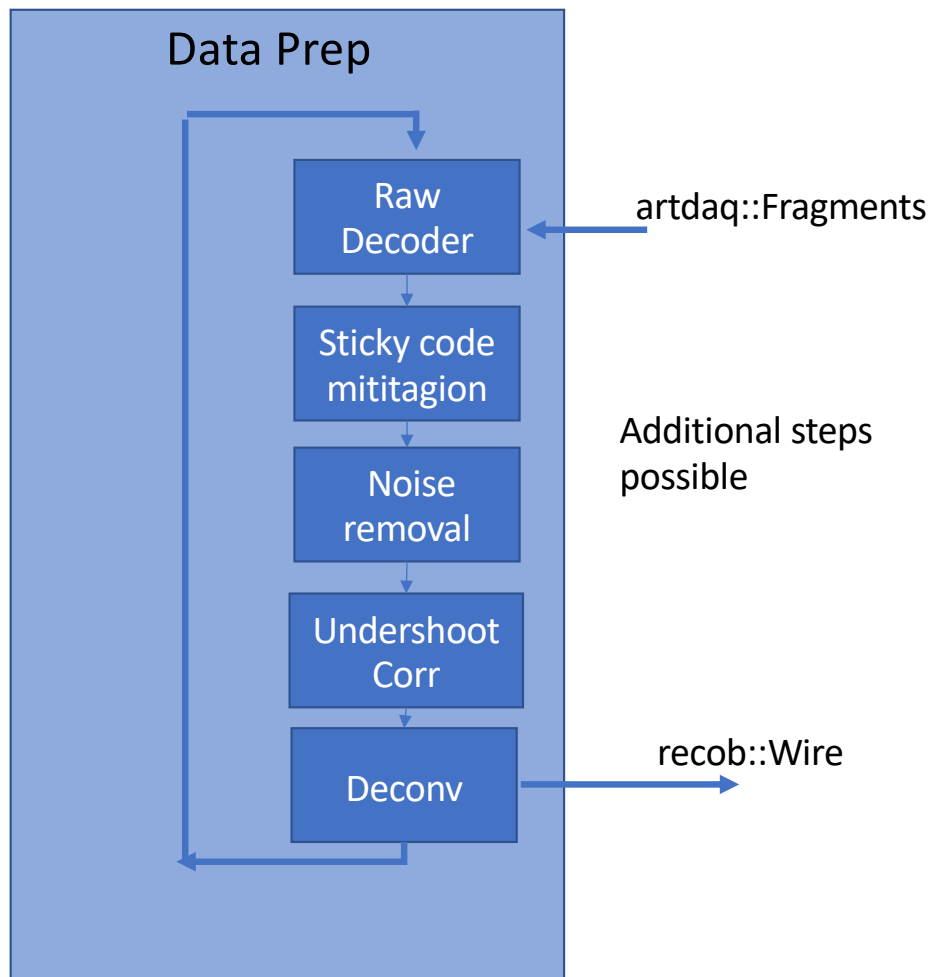 Data Prep
Raw
Decoder
artdaq::Fragments
Sticky code
mititagion
Additional steps
possible
Noise
removal
Undershoot
Corr
recob::Wire
Deconv